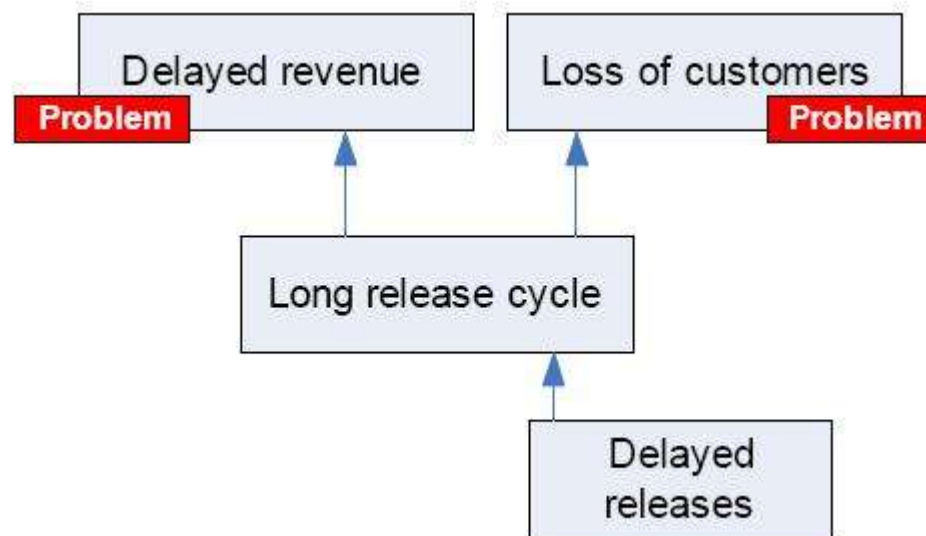 Delayed revenue
Problem
Loss of customers
Problem
Long release cycle
Delayed
releases